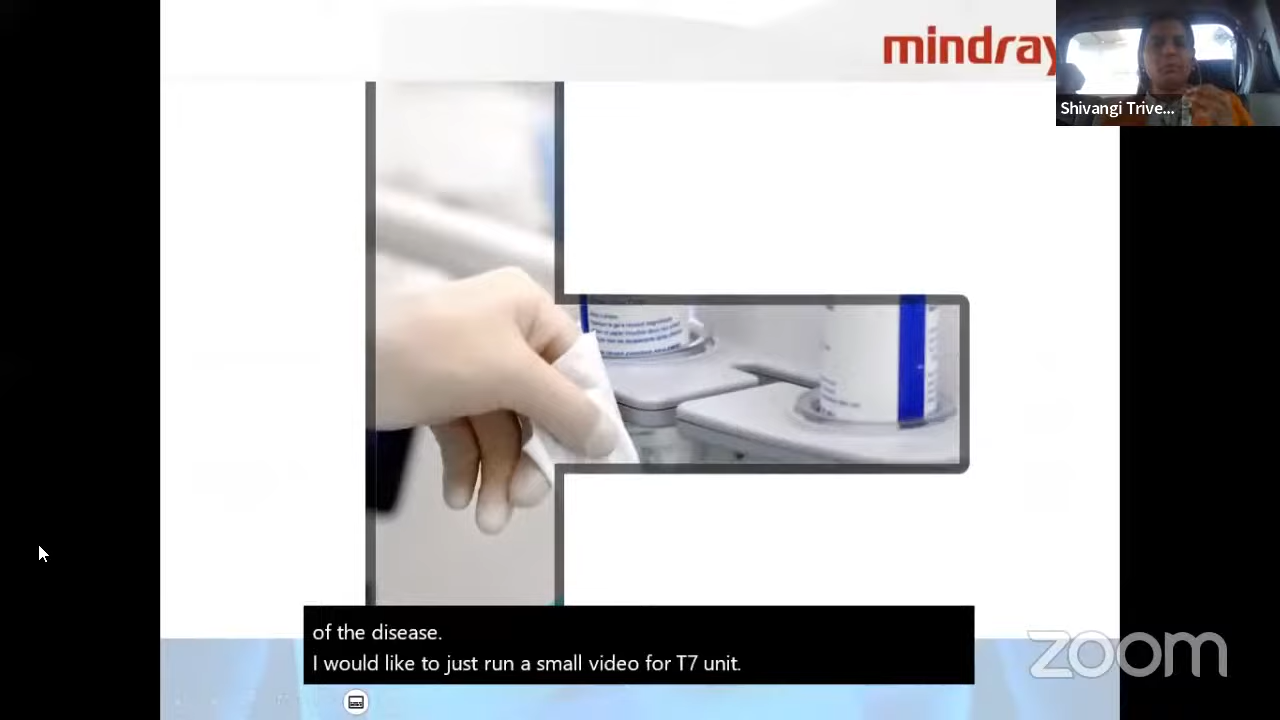 mindray
Shivangi Trive...
of the disease.
I would like to just run a small video for T7 unit.
zoom